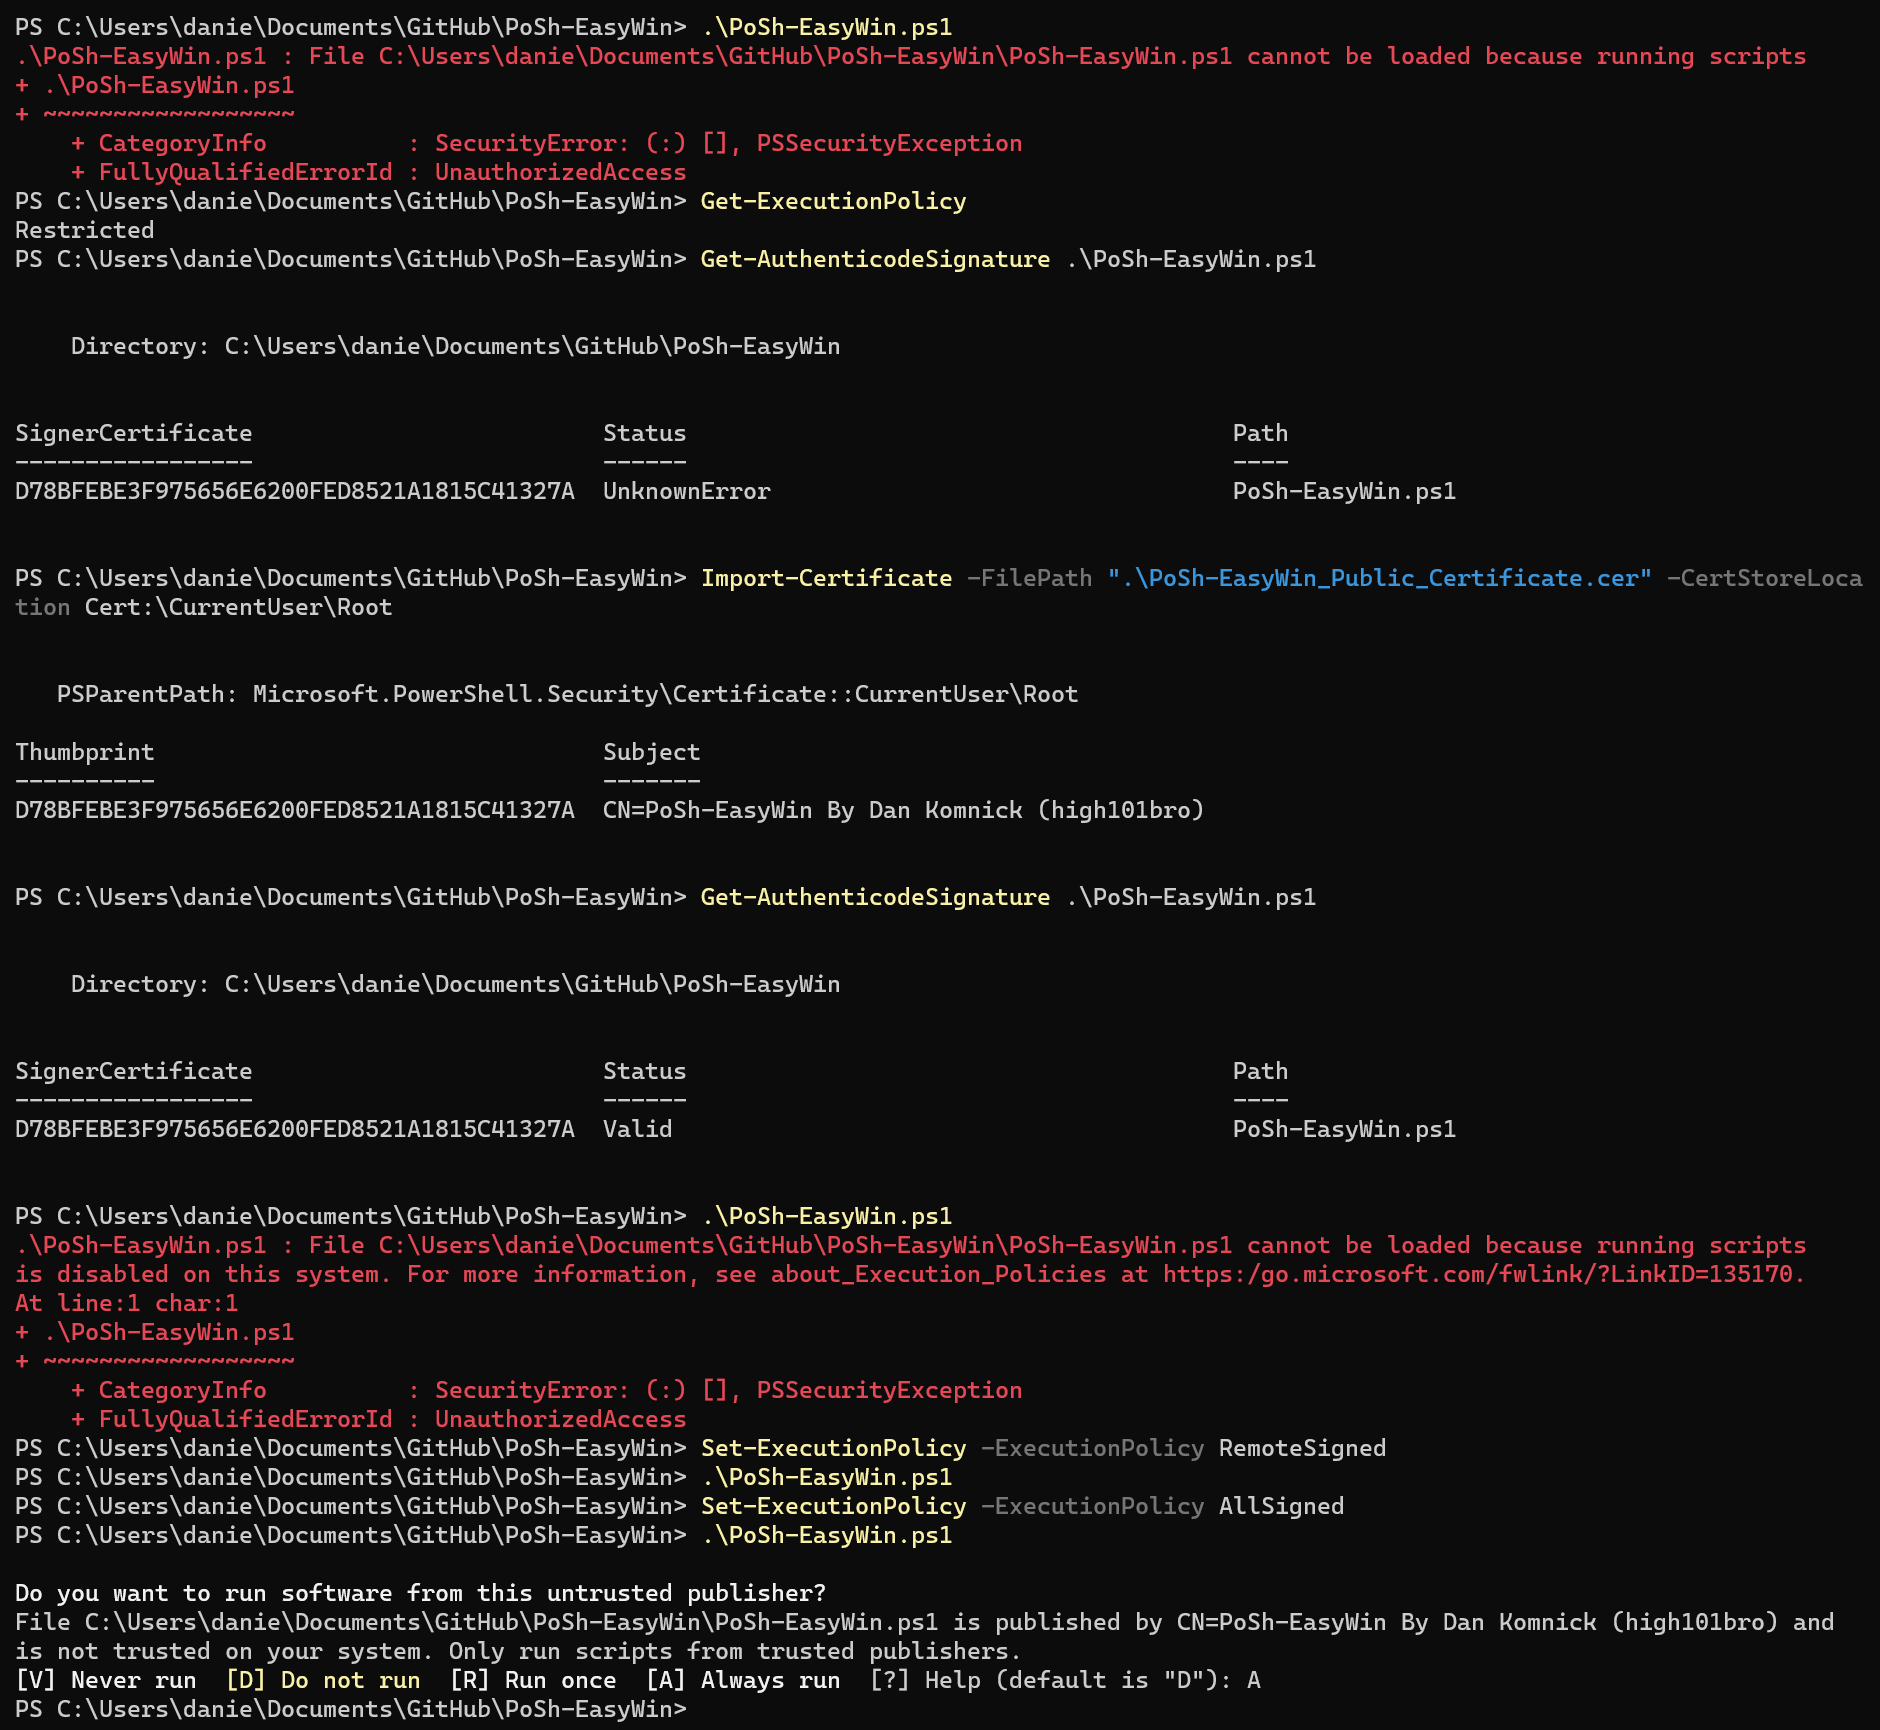 PS C:\Users\danie\Documents\GitHub\PoSh-EasyWin> .\PoSh-EasyWin.ps1
.\PoSh-EasyWin.ps1 : File C:\Users\danie\Documents\GitHub\PoSh-EasyWin\PoSh-EasyWin.ps1 cannot be loaded because running scripts
+ .\PoSh-EasyWin.ps1
+ ~~~~~~~~~~~~~~~~~~
    + CategoryInfo          : SecurityError: (:) [], PSSecurityException
    + FullyQualifiedErrorId : UnauthorizedAccess
PS C:\Users\danie\Documents\GitHub\PoSh-EasyWin> Get-ExecutionPolicy
Restricted
PS C:\Users\danie\Documents\GitHub\PoSh-EasyWin> Get-AuthenticodeSignature .\PoSh-EasyWin.ps1
    Directory: C:\Users\danie\Documents\GitHub\PoSh-EasyWin
SignerCertificate                         Status                                       Path
-----------------                         ------                                       ----
D78BFEBE3F975656E6200FED8521A1815C41327A  UnknownError                                 PoSh-EasyWin.ps1
PS C:\Users\danie\Documents\GitHub\PoSh-EasyWin> Import-Certificate -FilePath ".\PoSh-EasyWin_Public_Certificate.cer" -CertStoreLoca
tion Cert:\CurrentUser\Root
   PSParentPath: Microsoft.PowerShell.Security\Certificate::CurrentUser\Root
Thumbprint                                Subject
----------                                -------
D78BFEBE3F975656E6200FED8521A1815C41327A  CN=PoSh-EasyWin By Dan Komnick (high101bro)
PS C:\Users\danie\Documents\GitHub\PoSh-EasyWin> Get-AuthenticodeSignature .\PoSh-EasyWin.ps1
    Directory: C:\Users\danie\Documents\GitHub\PoSh-EasyWin
SignerCertificate                         Status                                       Path
-----------------                         ------                                       ----
D78BFEBE3F975656E6200FED8521A1815C41327A  Valid                                        PoSh-EasyWin.ps1
PS C:\Users\danie\Documents\GitHub\PoSh-EasyWin> .\PoSh-EasyWin.ps1
.\PoSh-EasyWin.ps1 : File C:\Users\danie\Documents\GitHub\PoSh-EasyWin\PoSh-EasyWin.ps1 cannot be loaded because running scripts
is disabled on this system. For more information, see about_Execution_Policies at https:/go.microsoft.com/fwlink/?LinkID=135170.
At line:1 char:1
+ .\PoSh-EasyWin.ps1
+ ~~~~~~~~~~~~~~~~~~
    + CategoryInfo          : SecurityError: (:) [], PSSecurityException
    + FullyQualifiedErrorId : UnauthorizedAccess
PS C:\Users\danie\Documents\GitHub\PoSh-EasyWin> Set-ExecutionPolicy -ExecutionPolicy RemoteSigned
PS C:\Users\danie\Documents\GitHub\PoSh-EasyWin> .\PoSh-EasyWin.ps1
PS C:\Users\danie\Documents\GitHub\PoSh-EasyWin> Set-ExecutionPolicy -ExecutionPolicy AllSigned
PS C:\Users\danie\Documents\GitHub\PoSh-EasyWin> .\PoSh-EasyWin.ps1
Do you want to run software from this untrusted publisher?
File C:\Users\danie\Documents\GitHub\PoSh-EasyWin\PoSh-EasyWin.ps1 is published by CN=PoSh-EasyWin By Dan Komnick (high101bro) and
is not trusted on your system. Only run scripts from trusted publishers.
[V] Never run  [D] Do not run  [R] Run once  [A] Always run  [?] Help (default is "D"): A
PS C:\Users\danie\Documents\GitHub\PoSh-EasyWin>